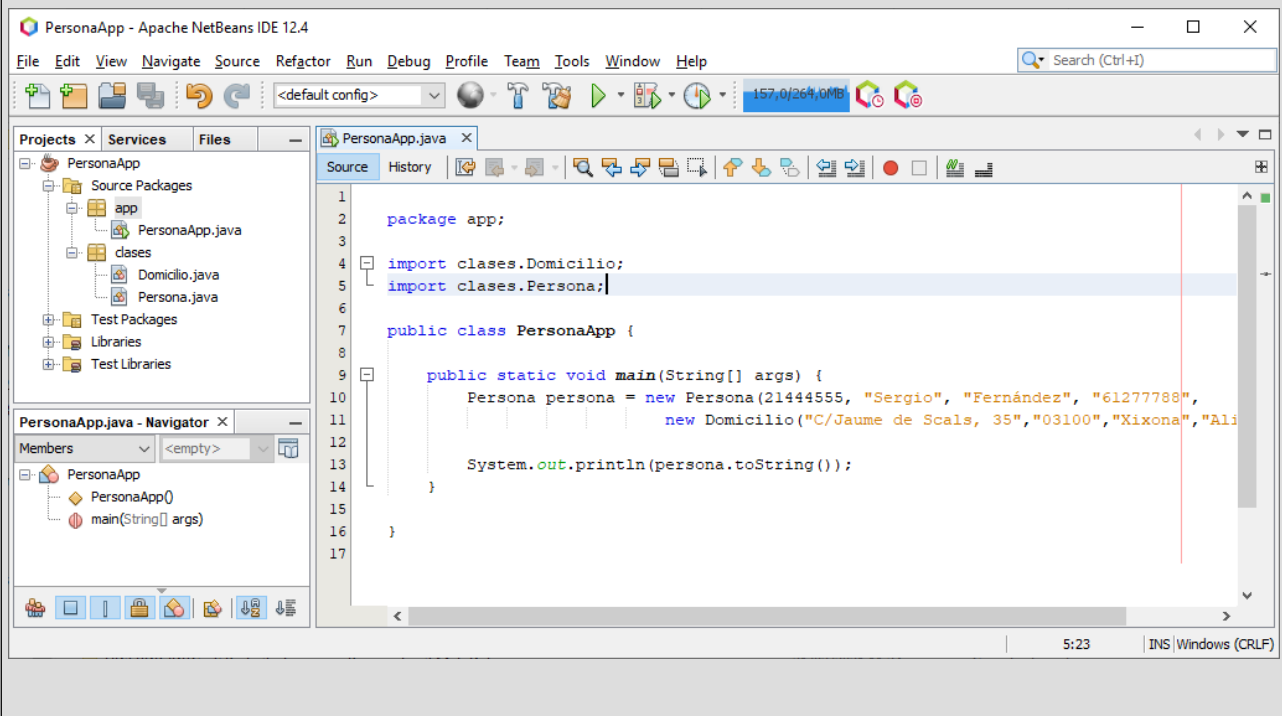 PersonaApp - Apache NetBeans IDE 12.4
File Edit View Navigate Source Refactor Run Debug Profile Team Tools Window Help
Search (Ctrl+I)
<default config>
157,0/264,0MB
Projects Services Files
PersonaApp
Source Packages
app
PersonaApp.java
clases
Domicilio.java
Persona.java
Test Packages
Libraries
Test Libraries
PersonaApp.java - Navigator
Members <empty>
PersonaApp
PersonaApp()
main(String[] args)
PersonaApp.java
Source History
1
2 package app;
3
4 import clases.Domicilio;
5 import clases.Persona;
6
7 public class PersonaApp {
8
9 public static void main(String[] args) {
10 Persona persona = new Persona(21444555, "Sergio", "Fernández", "61277788",
11 new Domicilio("C/Jaume de Scals, 35","03100","Xixona","Ali
12
13 System.out.println(persona.toString());
14 }
15
16 }
17
5:23 INS Windows (CRLF)